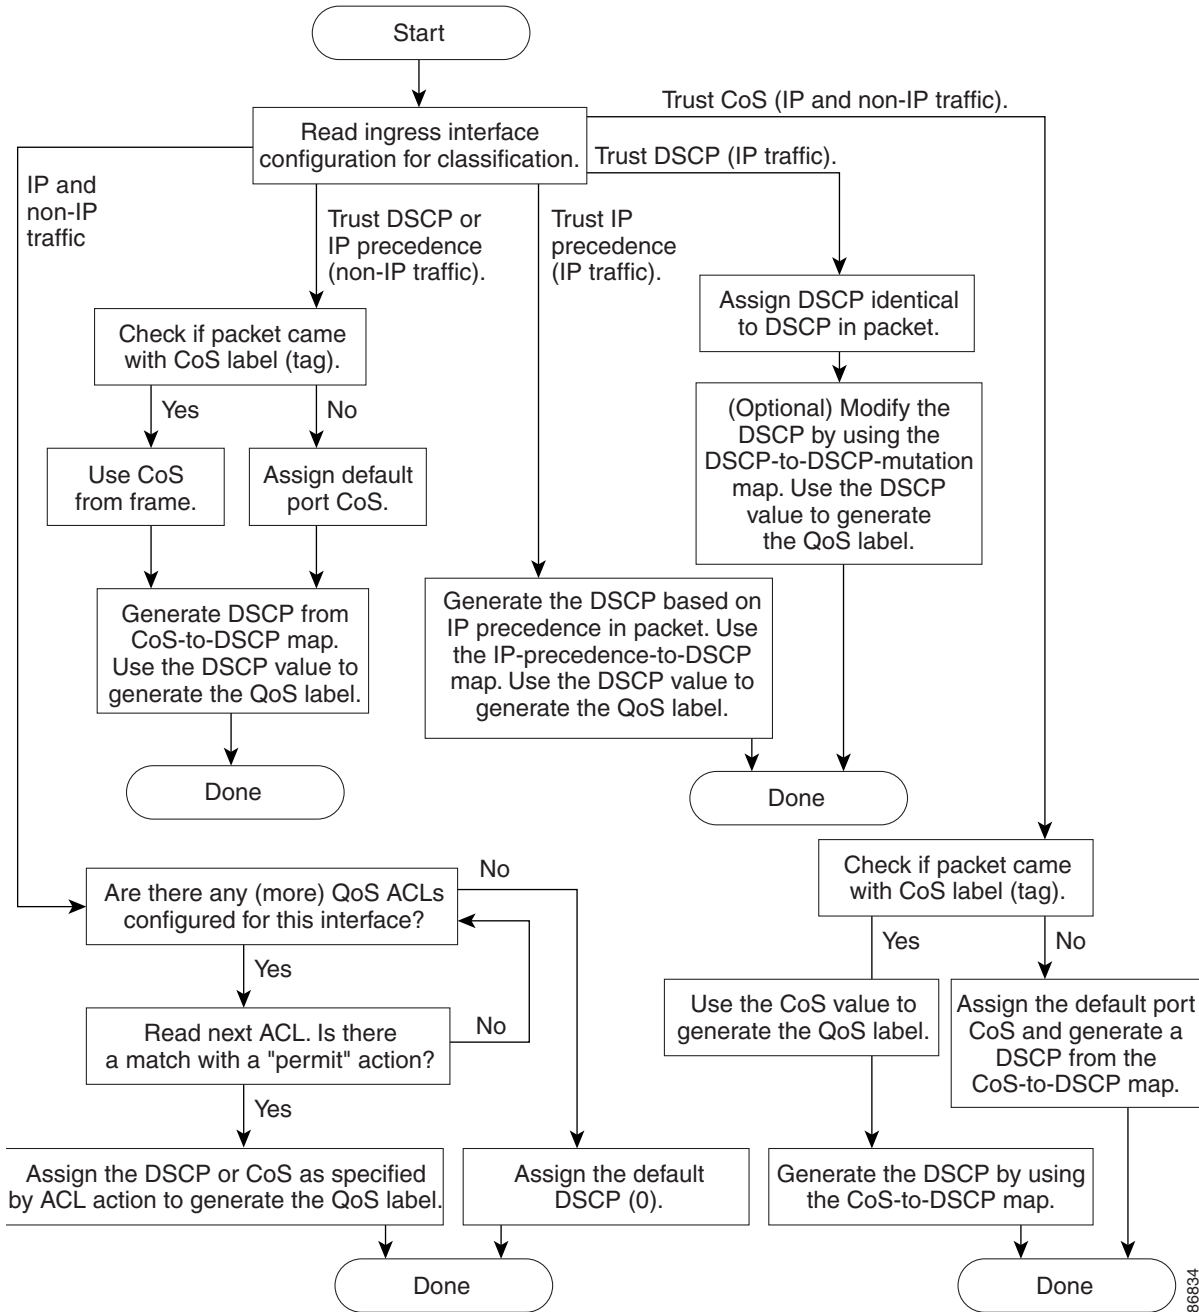 Start
Trust CoS (IP and non-IP traffic).
Read ingress interface
configuration for classification.
Trust DSCP (IP traffic).
IP and
non-IP
traffic
Trust DSCP or
IP precedence
(non-IP traffic).
Trust IP
precedence
(IP traffic).
Assign DSCP identical
to DSCP in packet.
Check if packet came
with CoS label (tag).
Yes
No
(Optional) Modify the
DSCP by using the
DSCP-to-DSCP-mutation
map. Use the DSCP
value to generate
the QoS label.
Use CoS
from frame.
Assign default
port CoS.
Generate DSCP from
CoS-to-DSCP map.
Use the DSCP value to
generate the QoS label.
Generate the DSCP based on
IP precedence in packet. Use
the IP-precedence-to-DSCP
map. Use the DSCP value to
generate the QoS label.
Done
Done
Check if packet came
with CoS label (tag).
Are there any (more) QoS ACLs
configured for this interface?
No
Yes
Read next ACL. Is there
a match with a "permit" action?
No
Yes
Yes
No
Use the CoS value to
generate the QoS label.
Assign the default port
CoS and generate a
DSCP from the
CoS-to-DSCP map.
Assign the DSCP or CoS as specified
by ACL action to generate the QoS label.
Assign the default
DSCP (0).
Generate the DSCP by using
the CoS-to-DSCP map.
Done
Done
86834